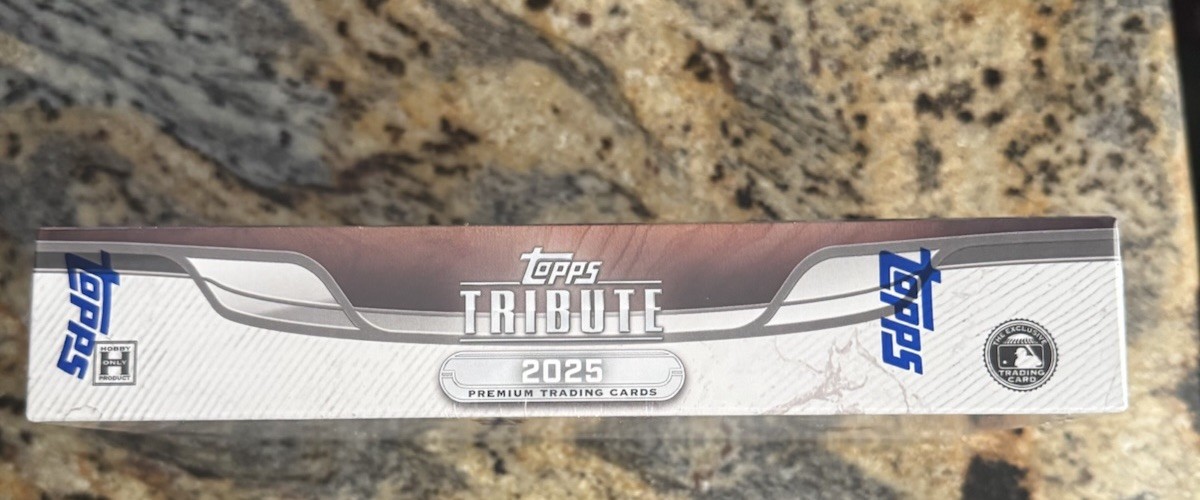 Topps
TRIBUTE
2025
PREMIUM TRADING CARDS
Topps
HOBBY
H
ONLY
PRODUCT
Topps
THE EXCLUSIVE
TRADING
CARD